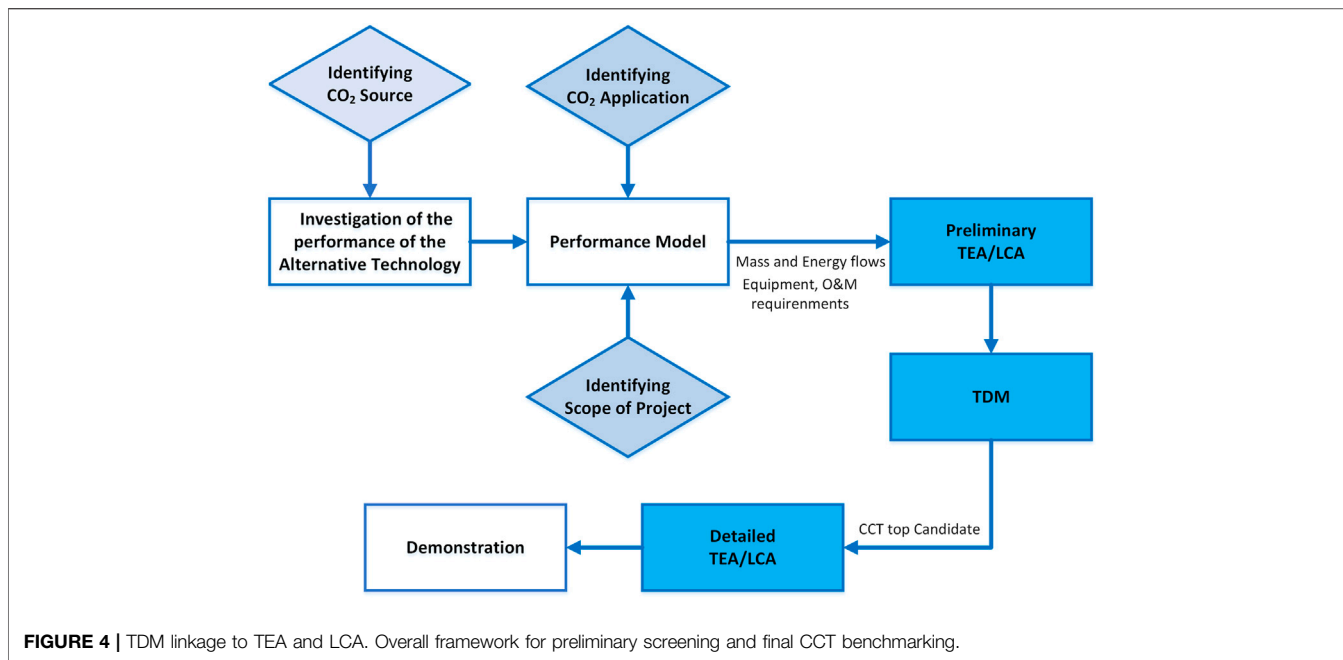 Identifying
CO₂ Source
Identifying
CO₂ Application
Investigation of the
performance of the
Alternative Technology
Performance Model
Mass and Energy flows
Equipment, O&M
requirenments
Preliminary
TEA/LCA
Identifying
Scope of Project
TDM
CCT top Candidate
Detailed
TEA/LCA
Demonstration
FIGURE 4 | TDM linkage to TEA and LCA. Overall framework for preliminary screening and final CCT benchmarking.